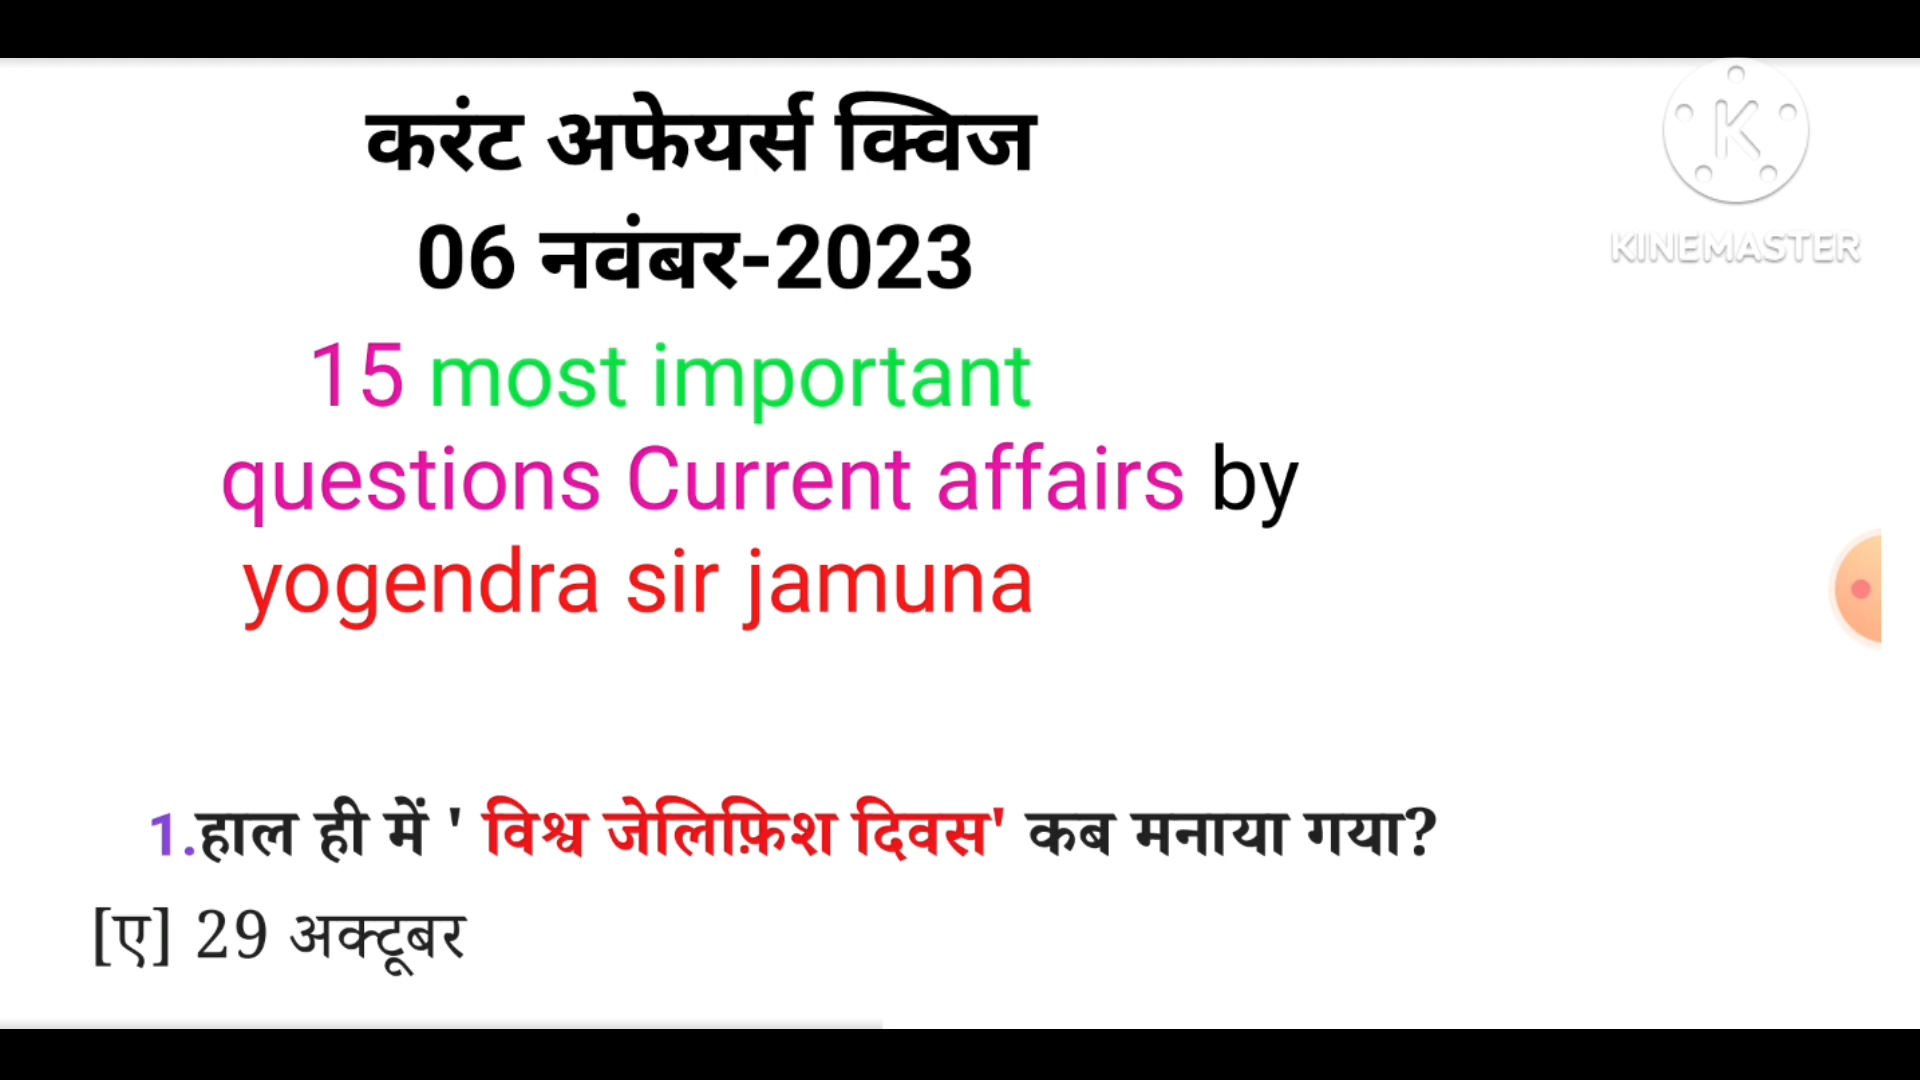 करंट अफेयर्स क्विज
06 नवंबर-2023
15 most important
questions Current affairs by
yogendra sir jamuna
K
KINEMASTER
1.हाल ही में ' विश्व जेलिफ़िश दिवस' कब मनाया गया?
[ए] 29 अक्टूबर